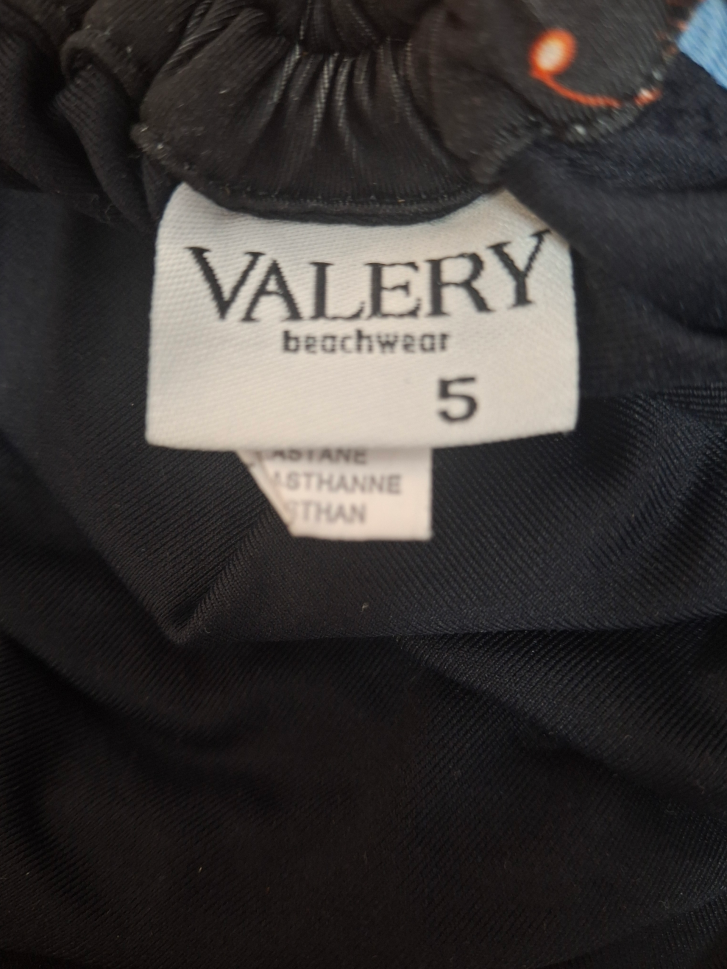 VALERY
beachwear
5
ASTANE
ASTHANNE
STHAN